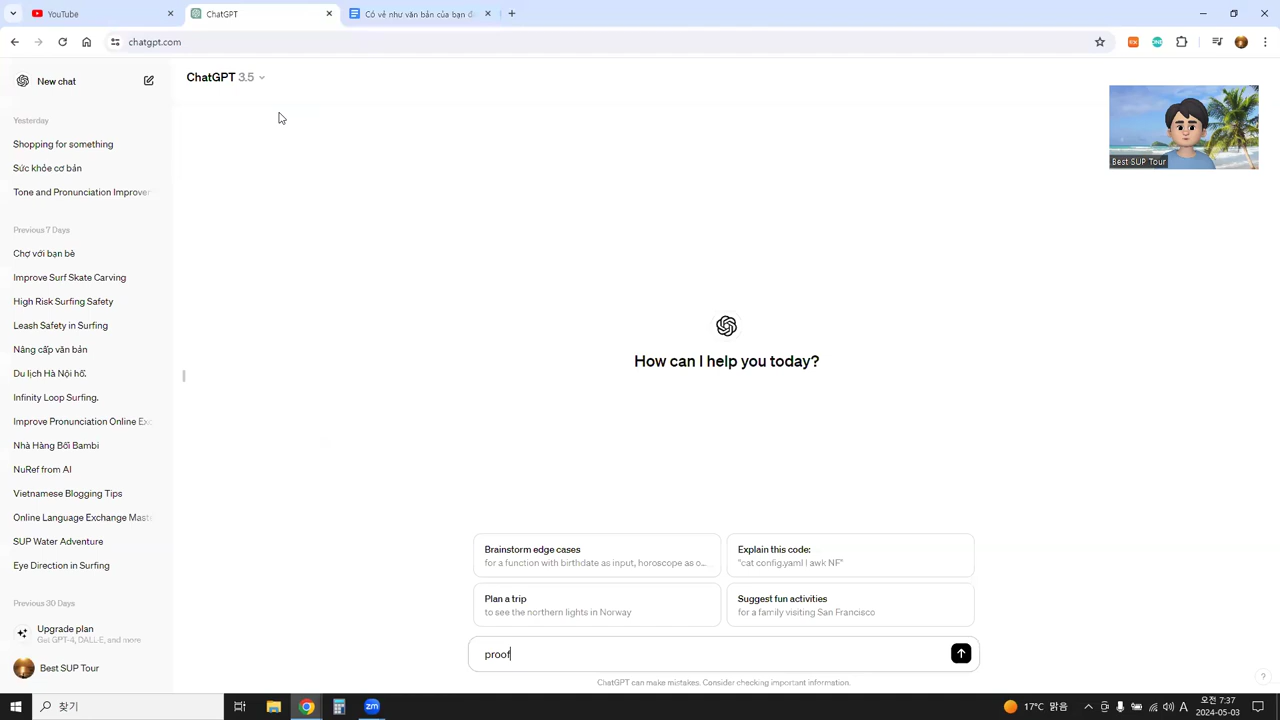 YouTube
ChatGPT
Có vẻ như văn bản của bạn đã
chatgpt.com
New chat
ChatGPT 3.5
Yesterday
Shopping for something
Sức khỏe cơ bản
Tone and Pronunciation Improver
Previous 7 Days
Chợ với bạn bè
Improve Surf Skate Carving
High Risk Surfing Safety
Leash Safety in Surfing
Nâng cấp văn bản
Du lịch Hà Nội hồ.
Infinity Loop Surfing.
Improve Pronunciation Online Exc
Nhà Hàng Bởi Bambi
NuRef from AI
Vietnamese Blogging Tips
Online Language Exchange Maste
SUP Water Adventure
Eye Direction in Surfing
Previous 30 Days
Upgrade plan
Get GPT-4, DALL·E, and more
Best SUP Tour
Best SUP Tour
How can I help you today?
Brainstorm edge cases
for a function with birthdate as input, horoscope as o...
Explain this code:
"cat config.yaml | awk NF"
Plan a trip
to see the northern lights in Norway
Suggest fun activities
for a family visiting San Francisco
proof
ChatGPT can make mistakes. Consider checking important information.
?
찾기
zm
17°C 맑음
A
오전 7:37
2024-05-03